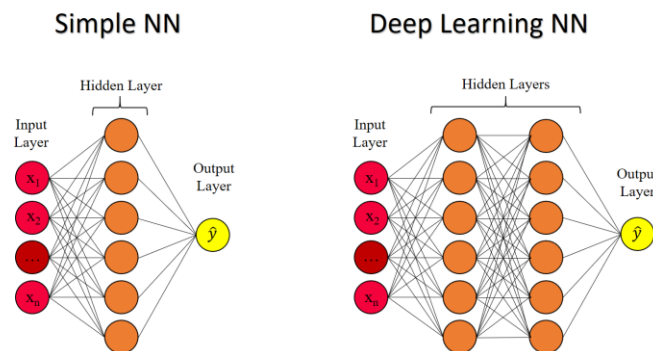 Simple NN
Hidden Layer
Input
Layer
x₁
x₂
...
xₙ
Output
Layer
ŷ
Deep Learning NN
Hidden Layers
Input
Layer
x₁
x₂
...
xₙ
Output
Layer
ŷ